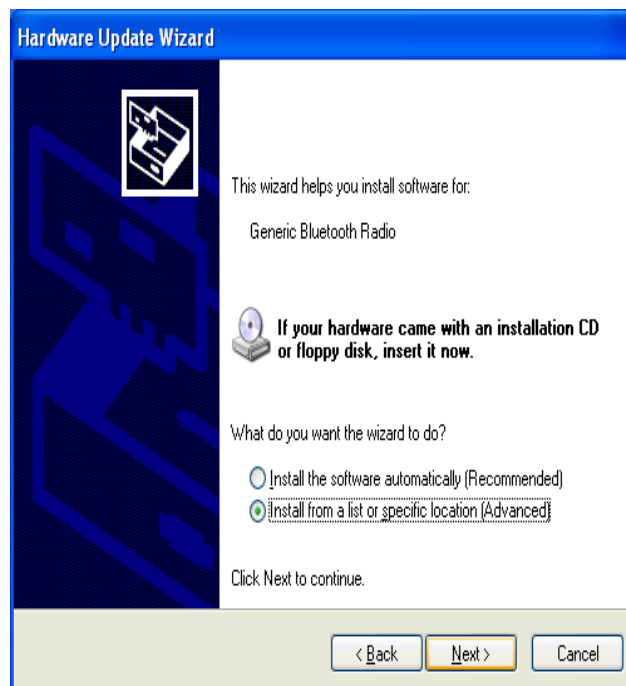 Hardware Update Wizard
This wizard helps you install software for:
Generic Bluetooth Radio
If your hardware came with an installation CD
or floppy disk, insert it now.
What do you want the wizard to do?
Install the software automatically (Recommended)
Install from a list or specific location (Advanced)
Click Next to continue.
< Back
Next >
Cancel